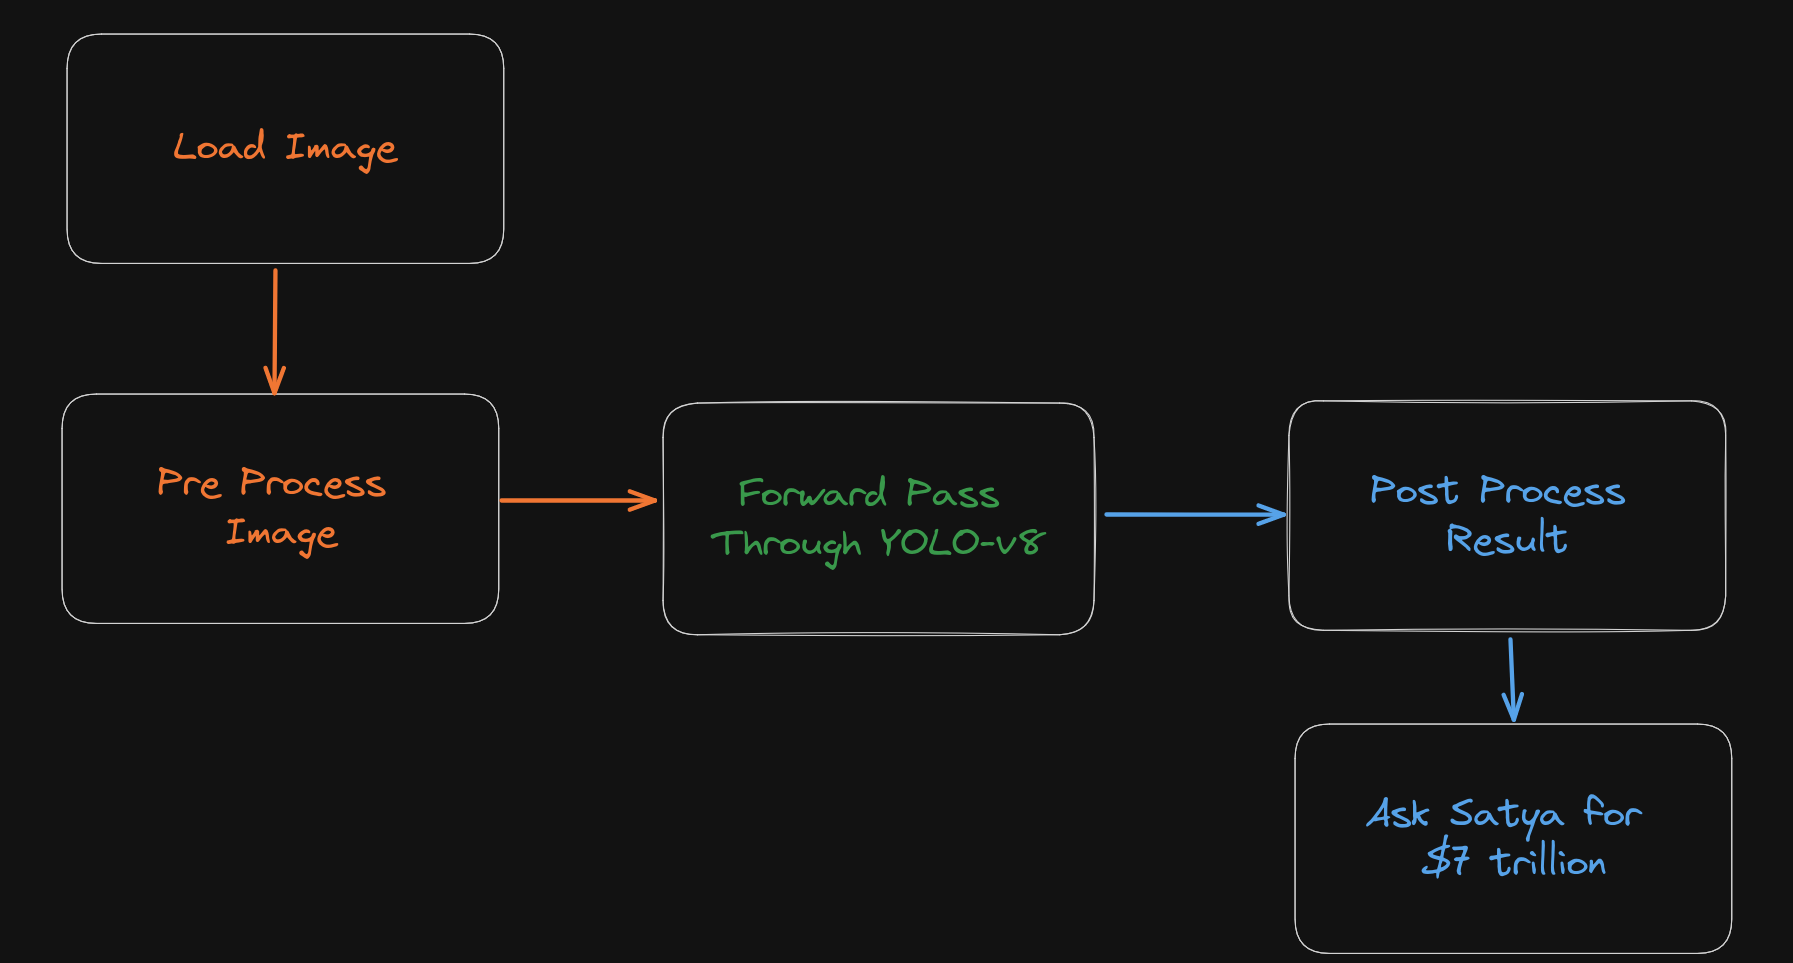 Load Image
Pre Process
Image
Forward Pass
Through YOLO-v8
Post Process
Result
Ask Satya for
$7 trillion